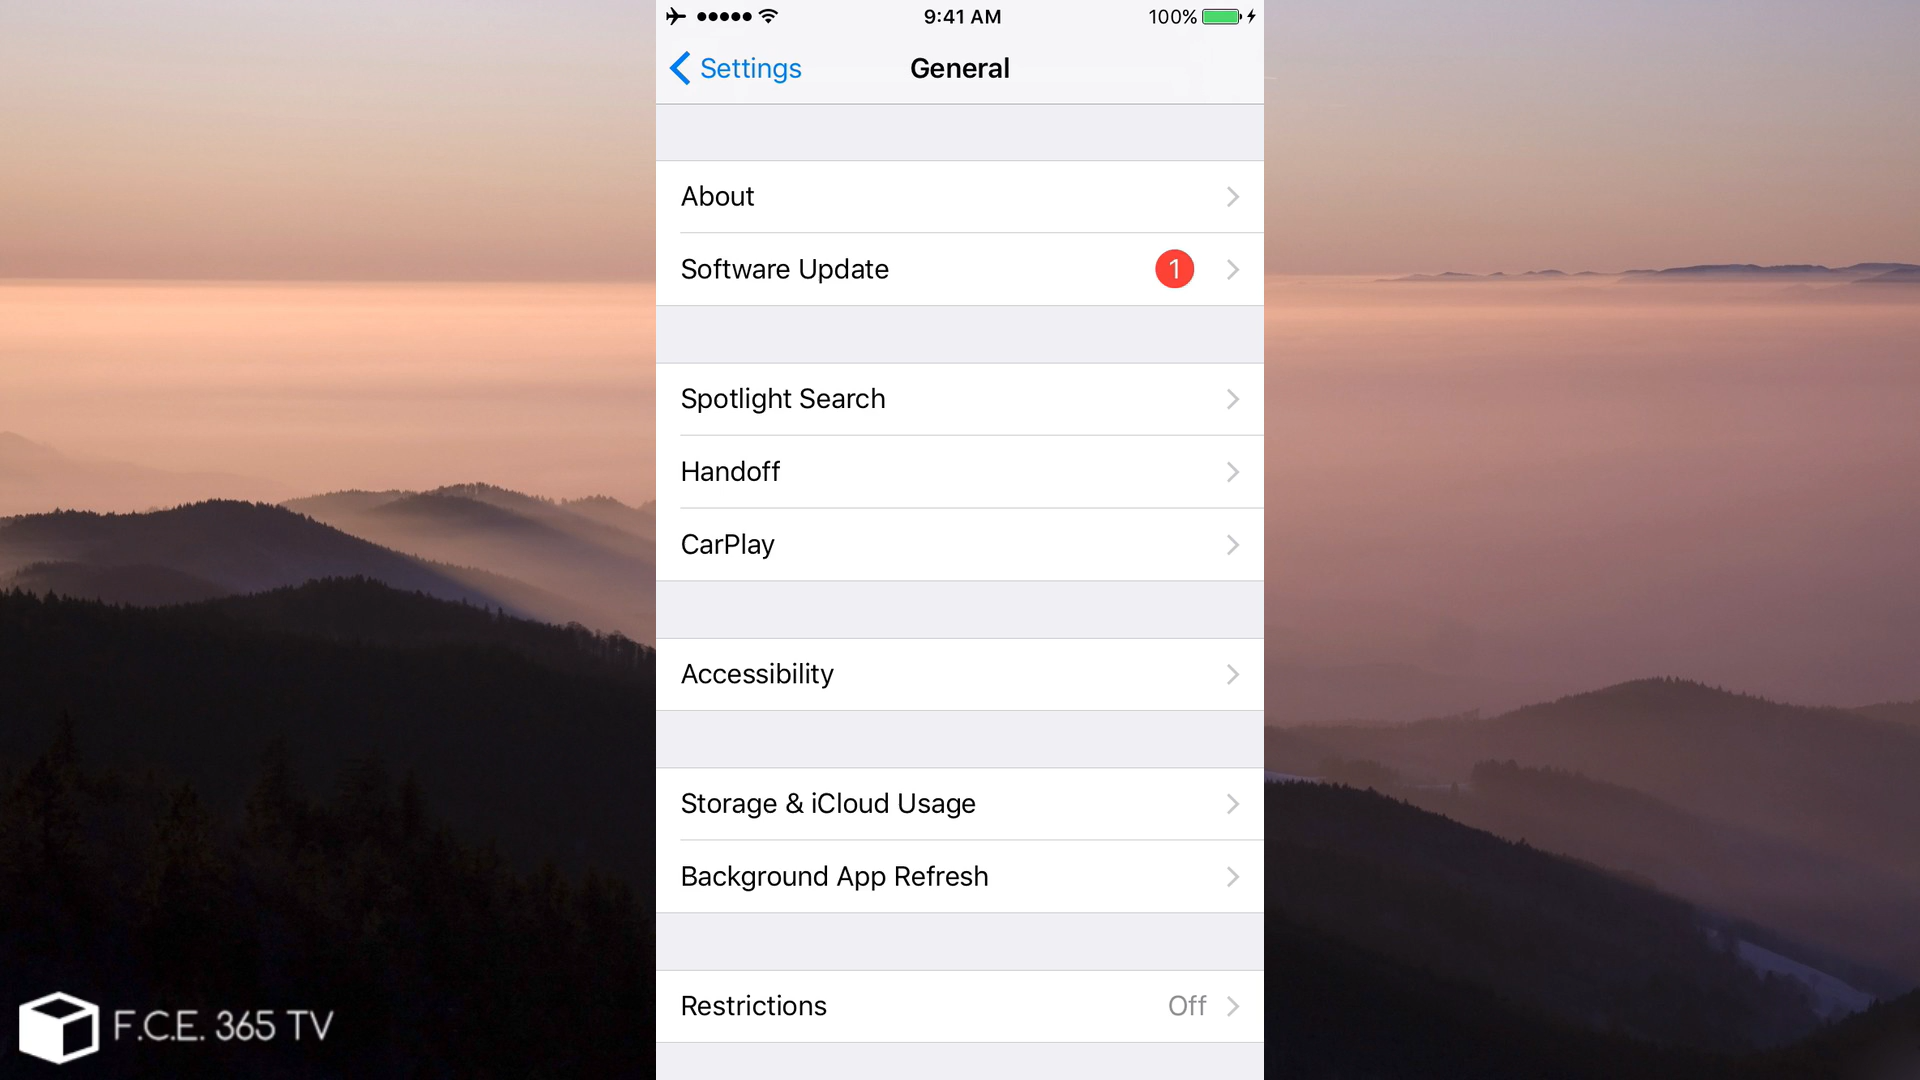 9:41 AM 100%
Settings General
About
Software Update 1
Spotlight Search
Handoff
CarPlay
Accessibility
Storage & iCloud Usage
Background App Refresh
Restrictions Off
F.C.E. 365 TV